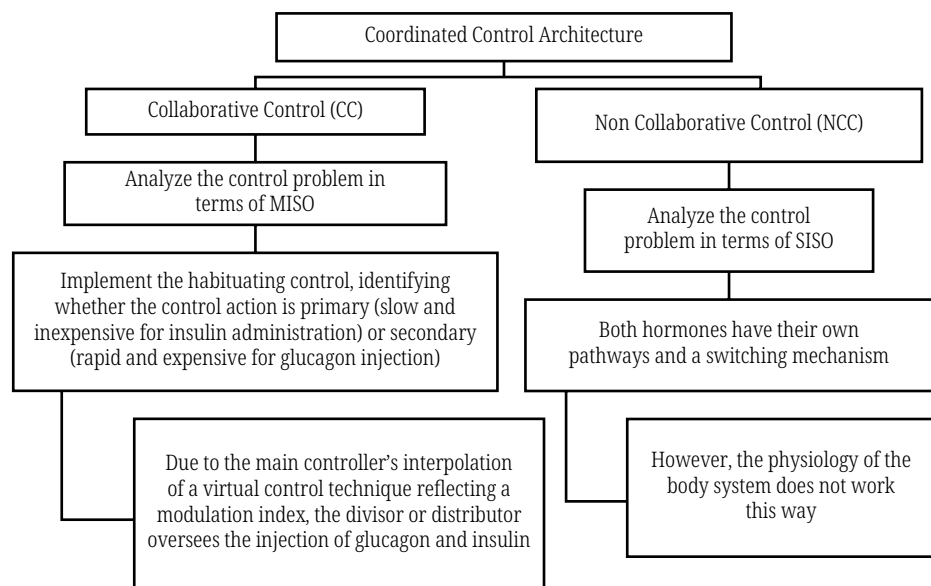 Coordinated Control Architecture
Collaborative Control (CC)
Analyze the control problem in
terms of MISO
Implement the habituating control, identifying
whether the control action is primary (slow and
inexpensive for insulin administration) or secondary
(rapid and expensive for glucagon injection)
Due to the main controller’s interpolation
of a virtual control technique reflecting a
modulation index, the divisor or distributor
oversees the injection of glucagon and insulin
Non Collaborative Control (NCC)
Analyze the control
problem in terms of SISO
Both hormones have their own
pathways and a switching mechanism
However, the physiology of the
body system does not work
this way